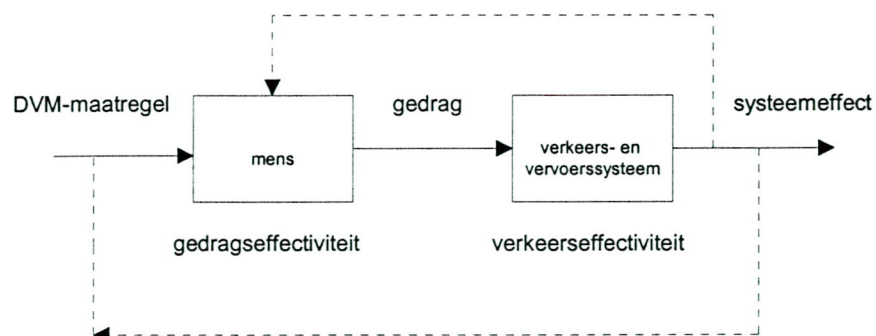 DVM-maatregel
gedrag
systeemeffect
mens
verkeers- en
vervoerssysteem
gedragseffectiviteit
verkeerseffectiviteit